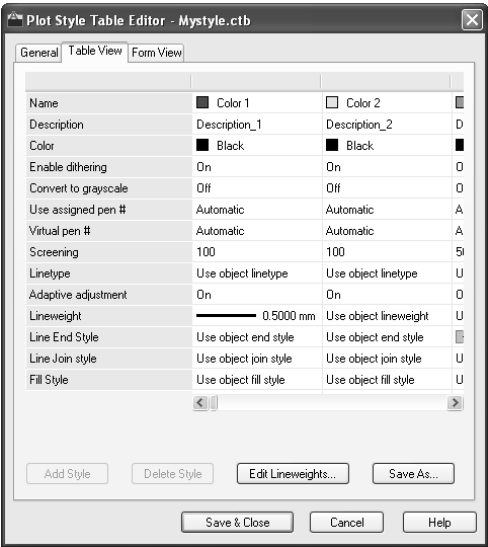 Plot Style Table Editor - Mystyle.ctb
General Table View Form View
Name Color 1 Color 2
Description Description_1 Description_2 D
Color Black Black
Enable dithering On On O
Convert to grayscale Off Off O
Use assigned pen # Automatic Automatic A
Virtual pen # Automatic Automatic A
Screening 100 100 50
Linetype Use object linetype Use object linetype U
Adaptive adjustment On On O
Lineweight 0.5000 mm Use object lineweight U
Line End Style Use object end style Use object end style
Line Join style Use object join style Use object join style U
Fill Style Use object fill style Use object fill style U
Add Style Delete Style Edit Lineweights... Save As...
Save & Close Cancel Help